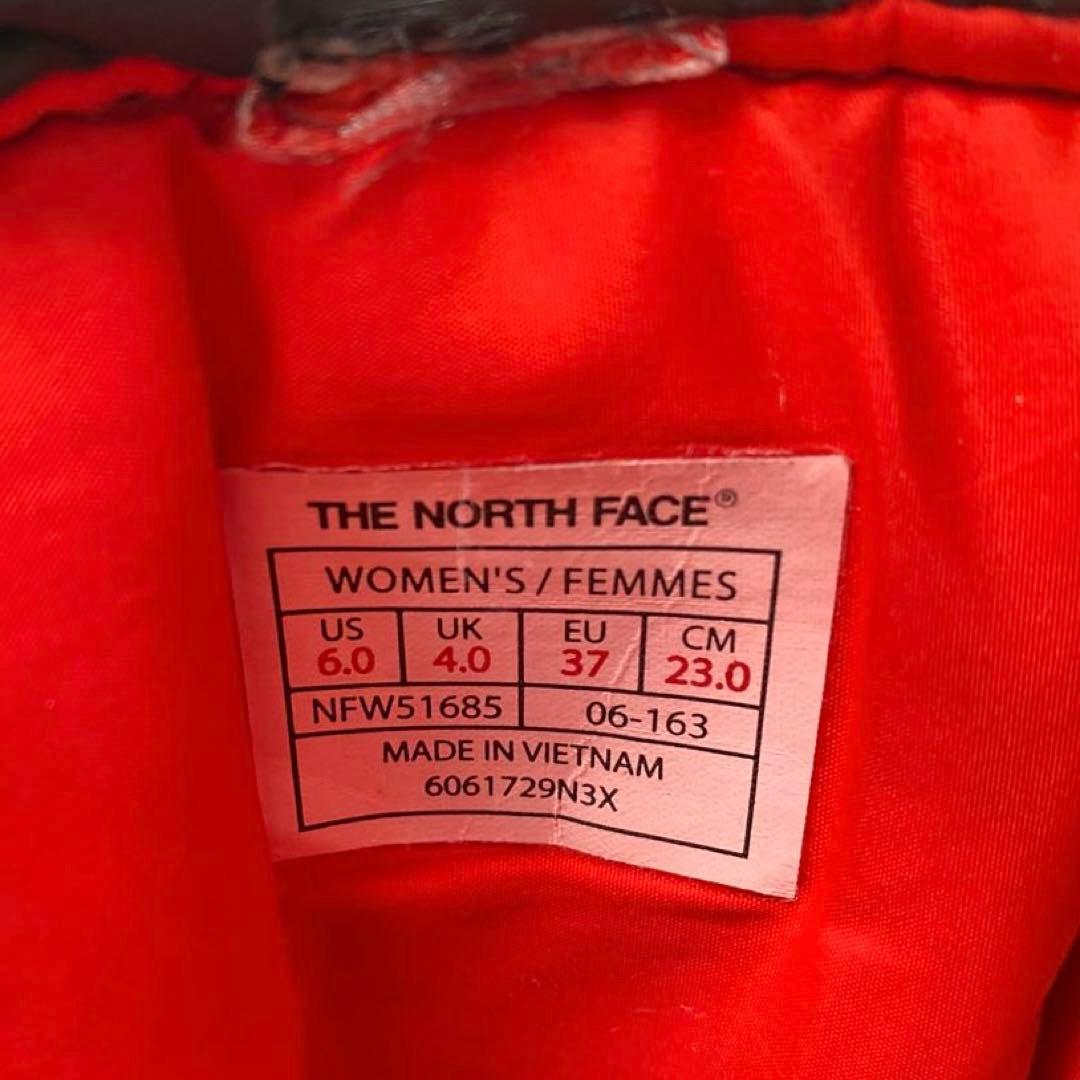 THE NORTH FACE®
WOMEN'S / FEMMES
US UK EU CM
6.0 4.0 37 23.0
NFW51685 06-163
MADE IN VIETNAM
6061729N3X